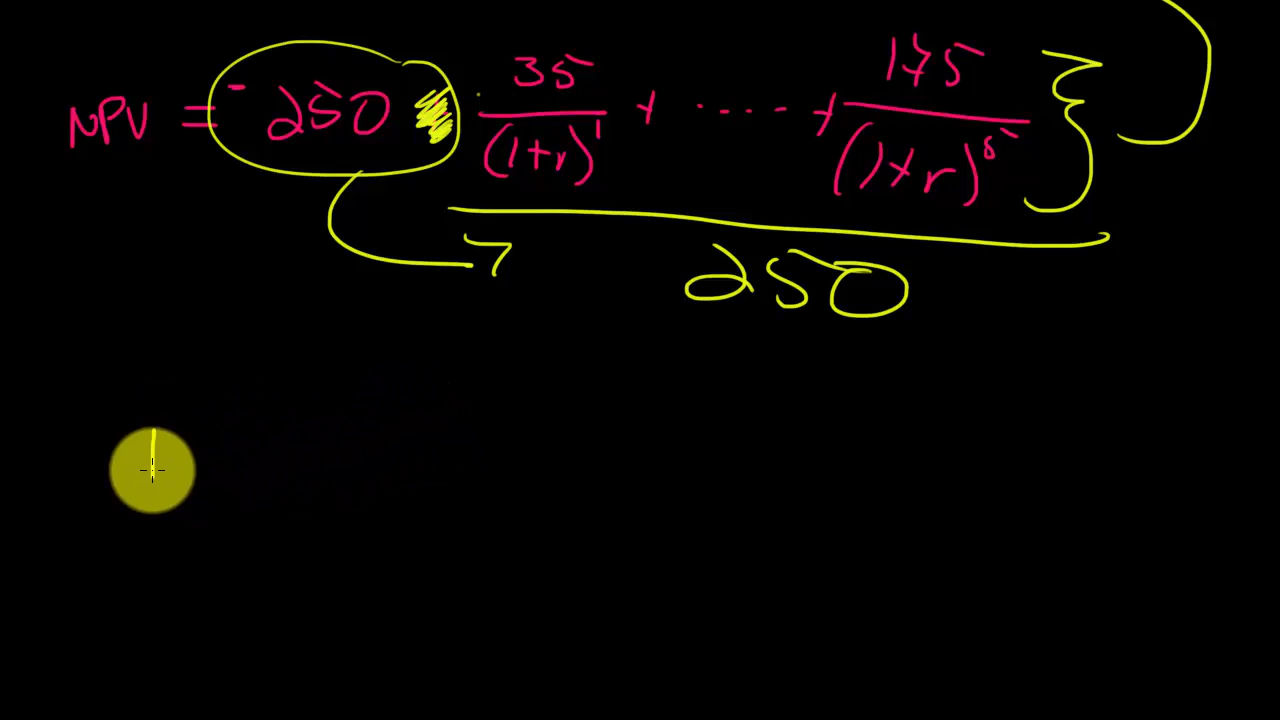 NPV = - 250 35/(1+r)^1 + ..... + 175/(1+r)^5
250